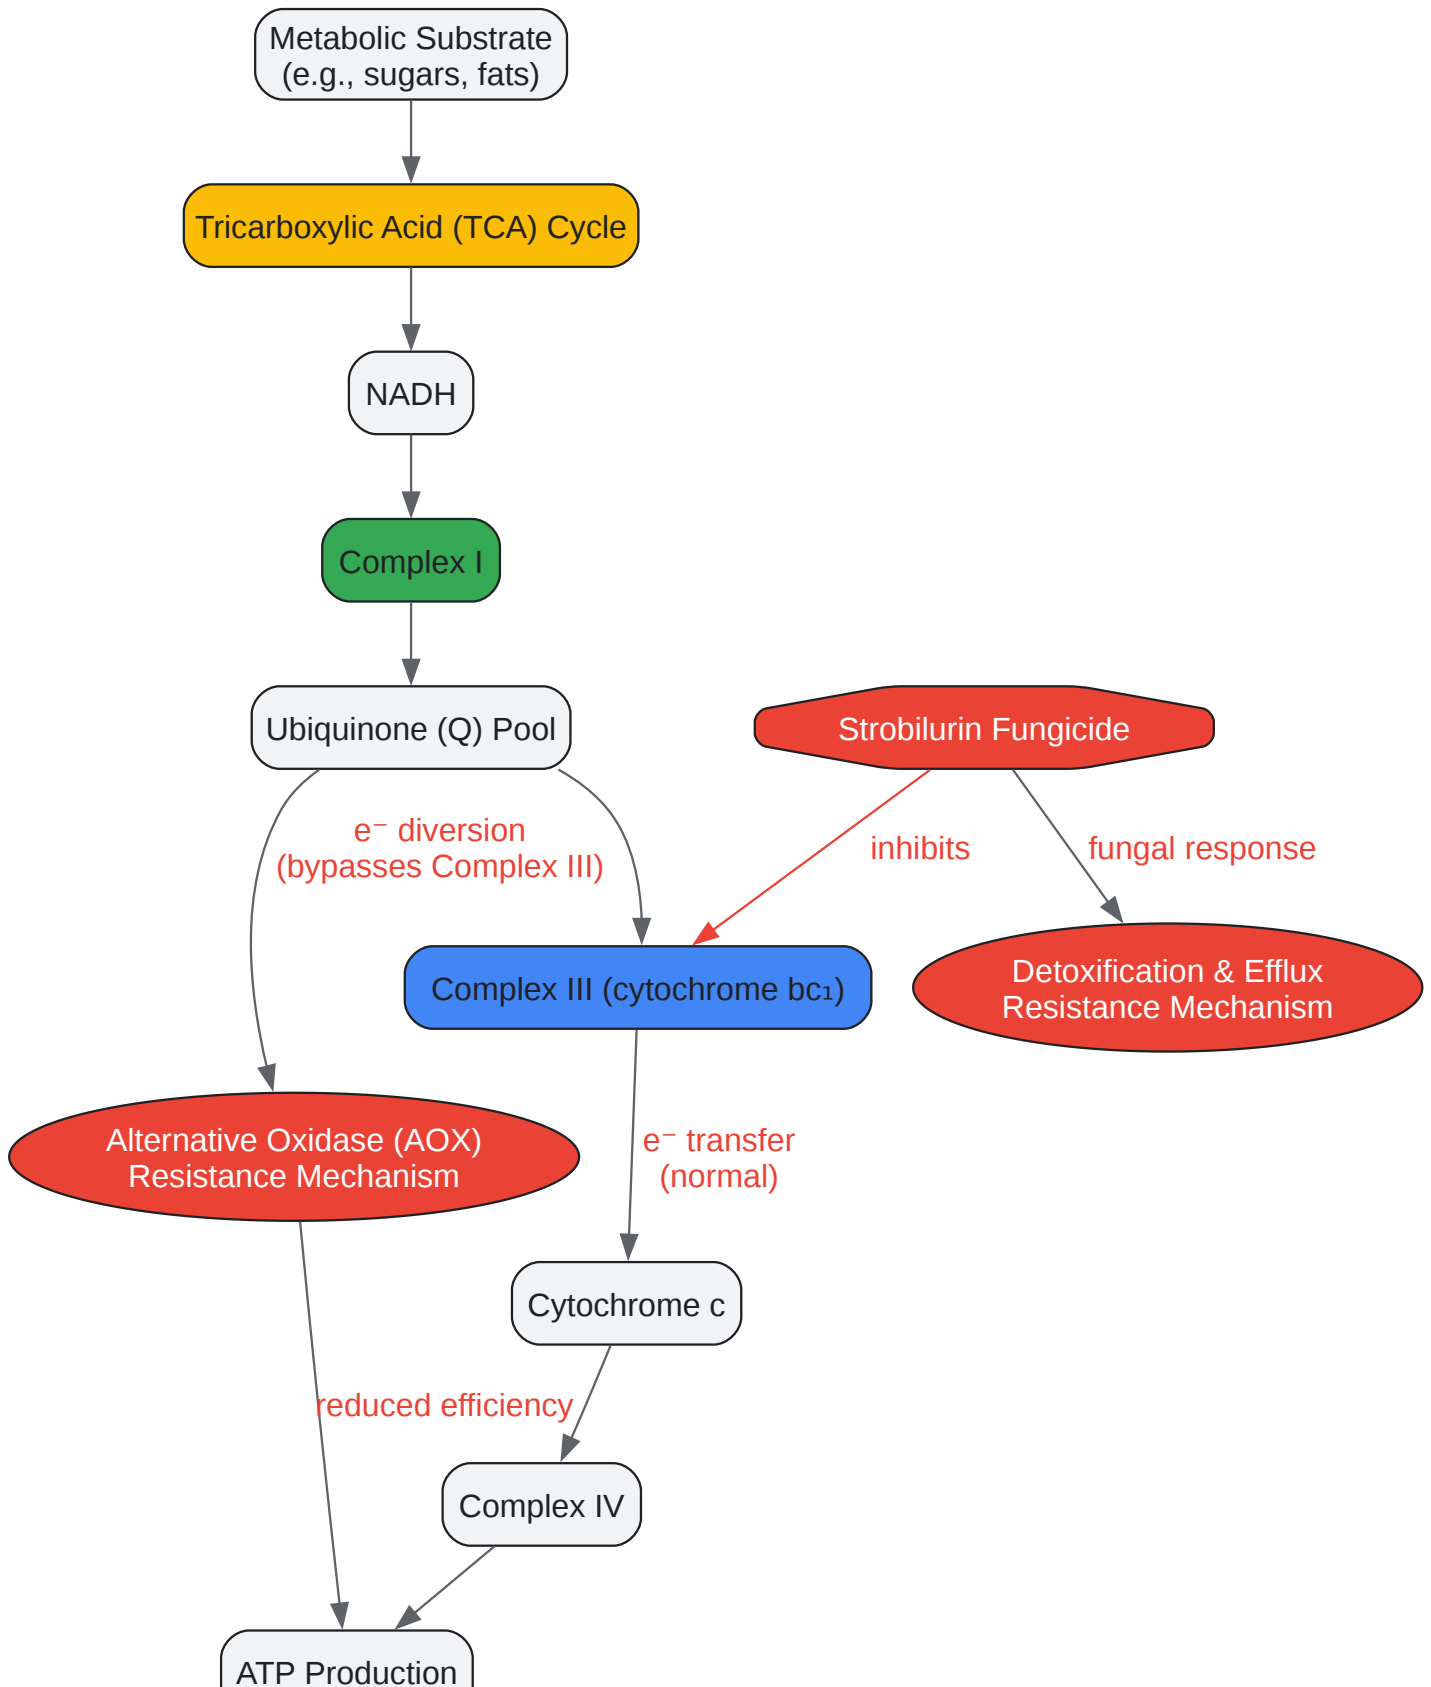 Metabolic Substrate
(e.g., sugars, fats)
Tricarboxylic Acid (TCA) Cycle
NADH
Complex I
Ubiquinone (Q) Pool
Strobilurin Fungicide
e⁻ diversion
(bypasses Complex III)
inhibits
fungal response
Complex III (cytochrome bc₁)
Detoxification & Efflux
Resistance Mechanism
Alternative Oxidase (AOX)
Resistance Mechanism
e⁻ transfer
(normal)
Cytochrome c
reduced efficiency
Complex IV
ATP Production